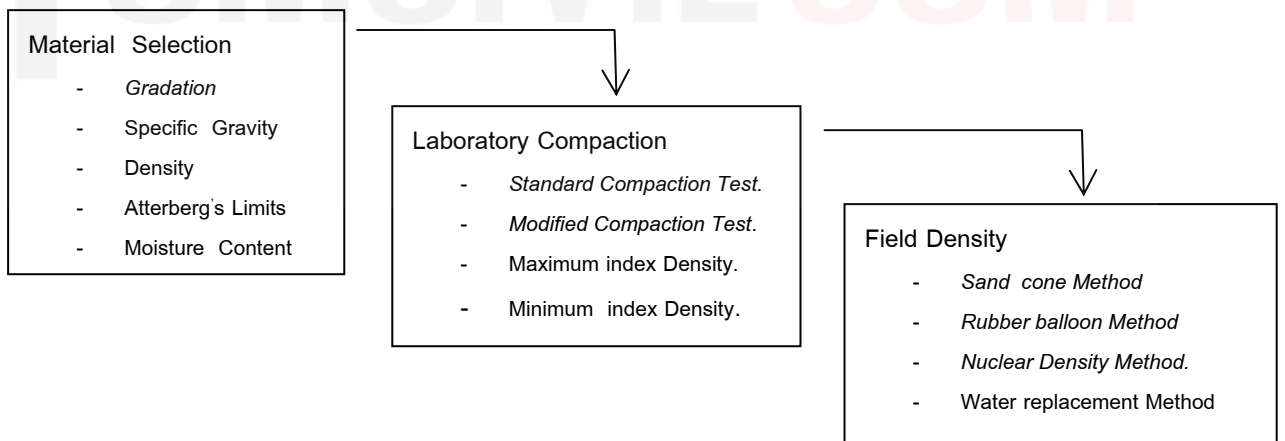 Material Selection
- Gradation
- Specific Gravity
- Density
- Atterberg's Limits
- Moisture Content
Laboratory Compaction
- Standard Compaction Test.
- Modified Compaction Test.
- Maximum index Density.
- Minimum index Density.
Field Density
- Sand cone Method
- Rubber balloon Method
- Nuclear Density Method.
- Water replacement Method